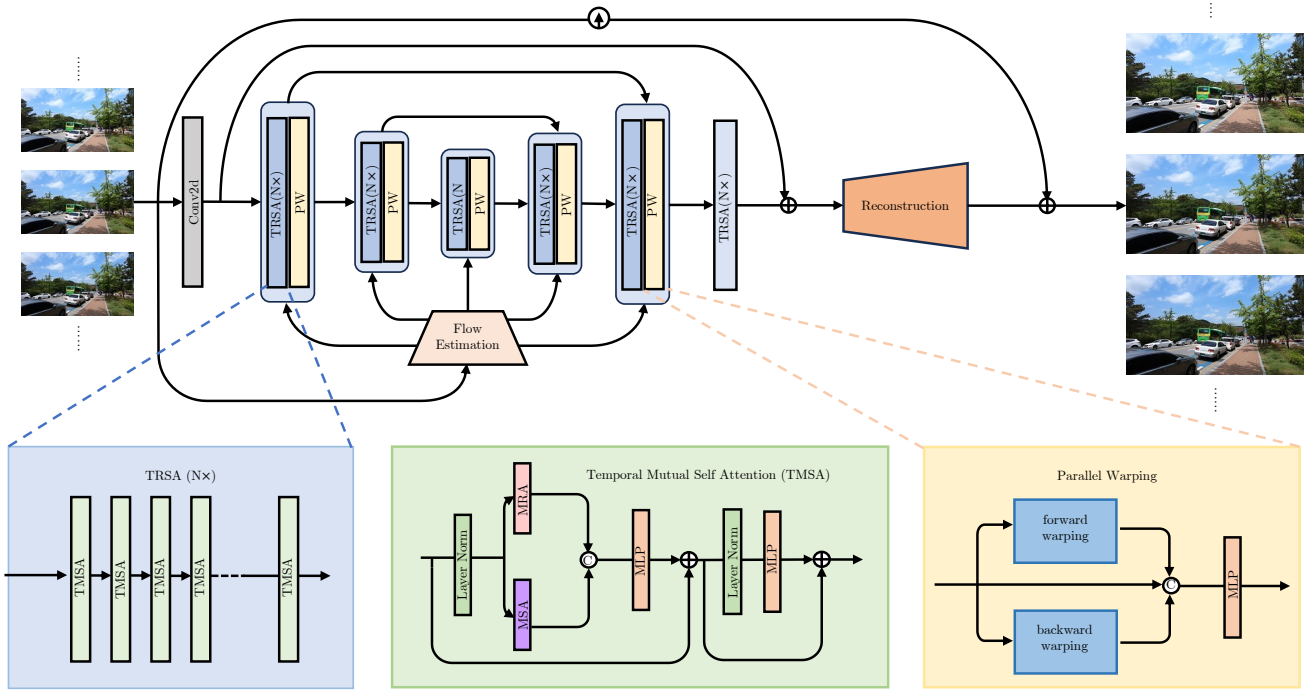 Conv2d
TRSA(N×)
PW
TRSA(N×)
PW
TRSA(N
PW
TRSA(N×)
PW
TRSA(N×)
PW
TRSA(N×)
Reconstruction
Flow
Estimation
TRSA (N×)
TMSA
TMSA
TMSA
TMSA
TMSA
Temporal Mutual Self Attention (TMSA)
Layer Norm
MRA
MSA
C
MLP
Layer Norm
MLP
Parallel Warping
forward
warping
backward
warping
C
MLP